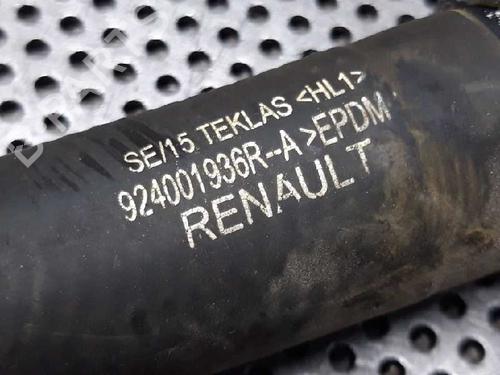 SE/15 TEKLAS <HL1>
924001936R--A >EPDM
RENAULT